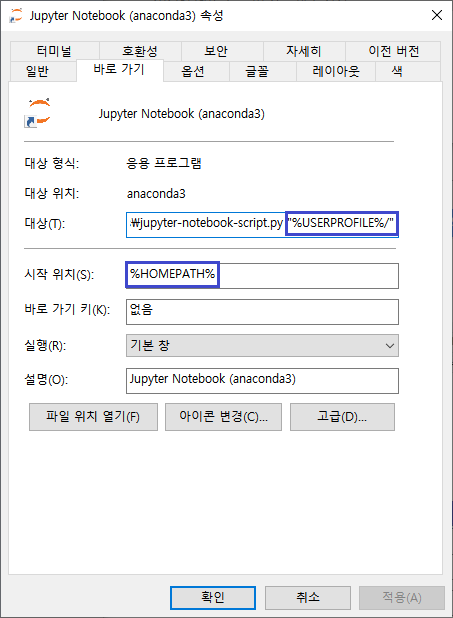 Jupyter Notebook (anaconda3) 속성
터미널 호환성 보안 자세히 이전 버전
일반 바로 가기 옵션 글꼴 레이아웃 색
Jupyter Notebook (anaconda3)
대상 형식: 응용 프로그램
대상 위치: anaconda3
대상(T): ₩jupyter-notebook-script.py "%USERPROFILE%/"
시작 위치(S): %HOMEPATH%
바로 가기 키(K): 없음
실행(R): 기본 창
설명(O): Jupyter Notebook (anaconda3)
파일 위치 열기(F) 아이콘 변경(C)... 고급(D)...
확인 취소 적용(A)